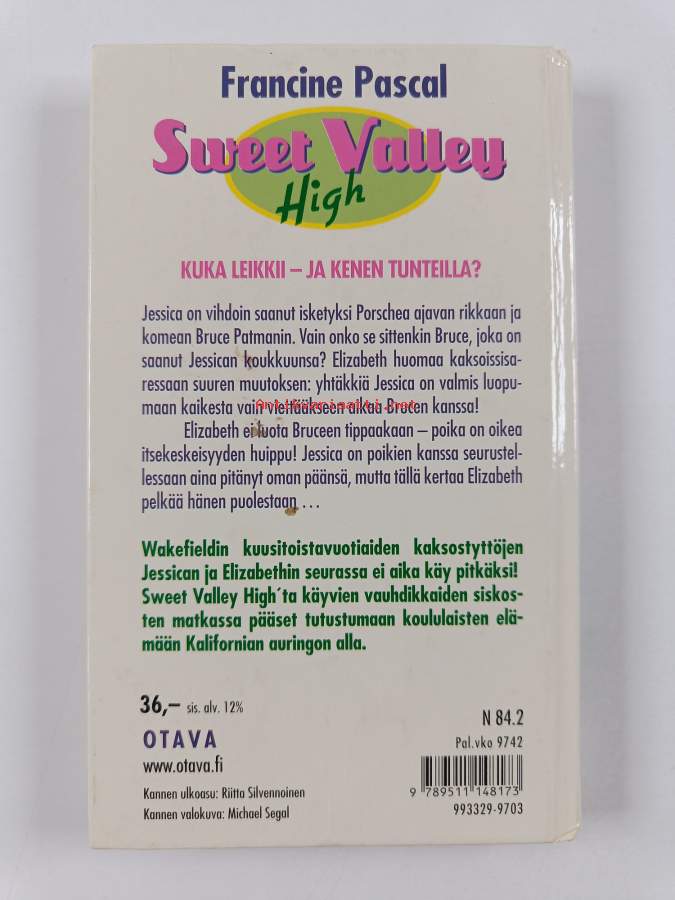 Francine Pascal
Sweet Valley
High
KUKA LEIKKII – JA KENEN TUNTEILLA?
Jessica on vihdoin saanut isketyksi Porschea ajavan rikkaan ja
komean Bruce Patmanin. Vain onko se sittenkin Bruce, joka on
saanut Jessican koukkuunsa? Elizabeth huomaa kaksoissisa-
ressaan suuren muutoksen: yhtäkkiä Jessica on valmis luopu-
maan kaikesta vain viettääkseen aikaa Brucen kanssa!
Antikvariaatti.net
Elizabeth ei luota Bruceen tippaakaan – poika on oikea
itsekeskeisyyden huippu! Jessica on poikien kanssa seurustel-
lessaan aina pitänyt oman päänsä, mutta tällä kertaa Elizabeth
pelkää hänen puolestaan ...
Wakefieldin kuusitoistavuotiaiden kaksostyttöjen
Jessican ja Elizabethin seurassa ei aika käy pitkäksi!
Sweet Valley High´ta käyvien vauhdikkaiden siskos-
ten matkassa pääset tutustumaan koululaisten elä-
mään Kalifornian auringon alla.
36,– sis. alv. 12%
OTAVA
www.otava.fi
Kannen ulkoasu: Riitta Silvennoinen
Kannen valokuva: Michael Segal
N 84.2
Pal.vko 9742
9 789511 148173
993329-9703